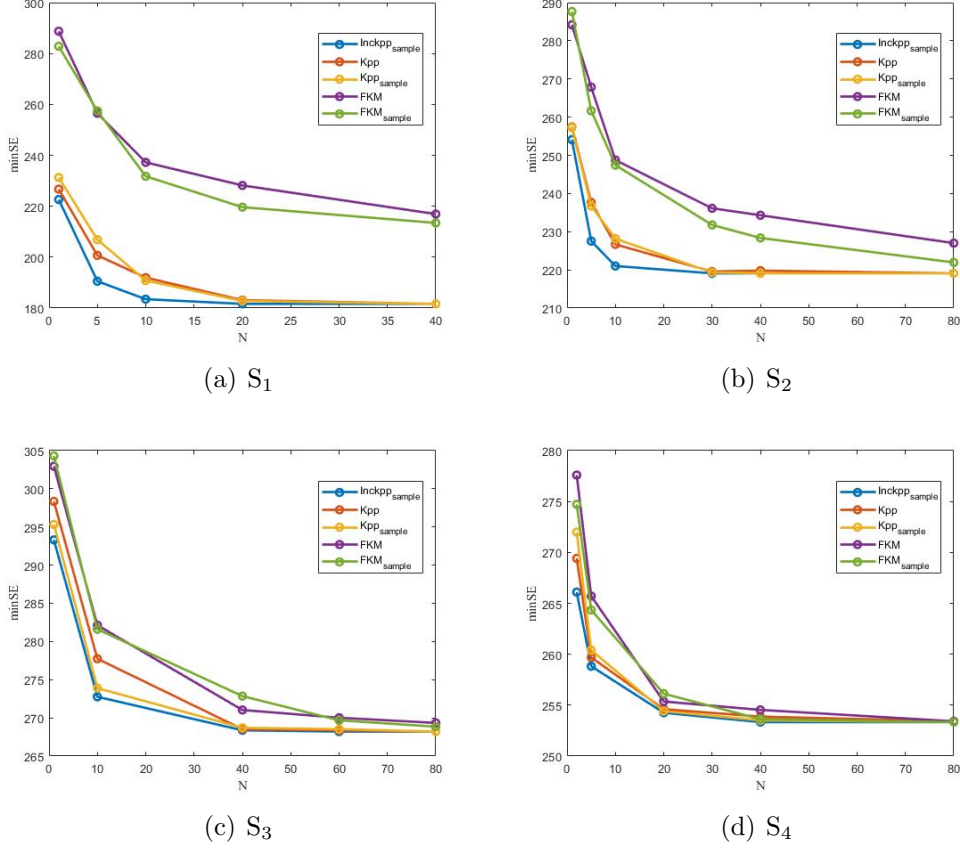 300
280
260
240
220
200
180
minSE
0 5 10 15 20 25 30 35 40
N
Inckpp_sample
Kpp
Kpp_sample
FKM
FKM_sample
(a) S₁
290
280
270
260
250
240
230
220
210
minSE
0 10 20 30 40 50 60 70 80
N
Inckpp_sample
Kpp
Kpp_sample
FKM
FKM_sample
(b) S₂
305
300
295
290
285
280
275
270
265
minSE
0 10 20 30 40 50 60 70 80
N
Inckpp_sample
Kpp
Kpp_sample
FKM
FKM_sample
(c) S₃
280
275
270
265
260
255
250
minSE
0 10 20 30 40 50 60 70 80
N
Inckpp_sample
Kpp
Kpp_sample
FKM
FKM_sample
(d) S₄